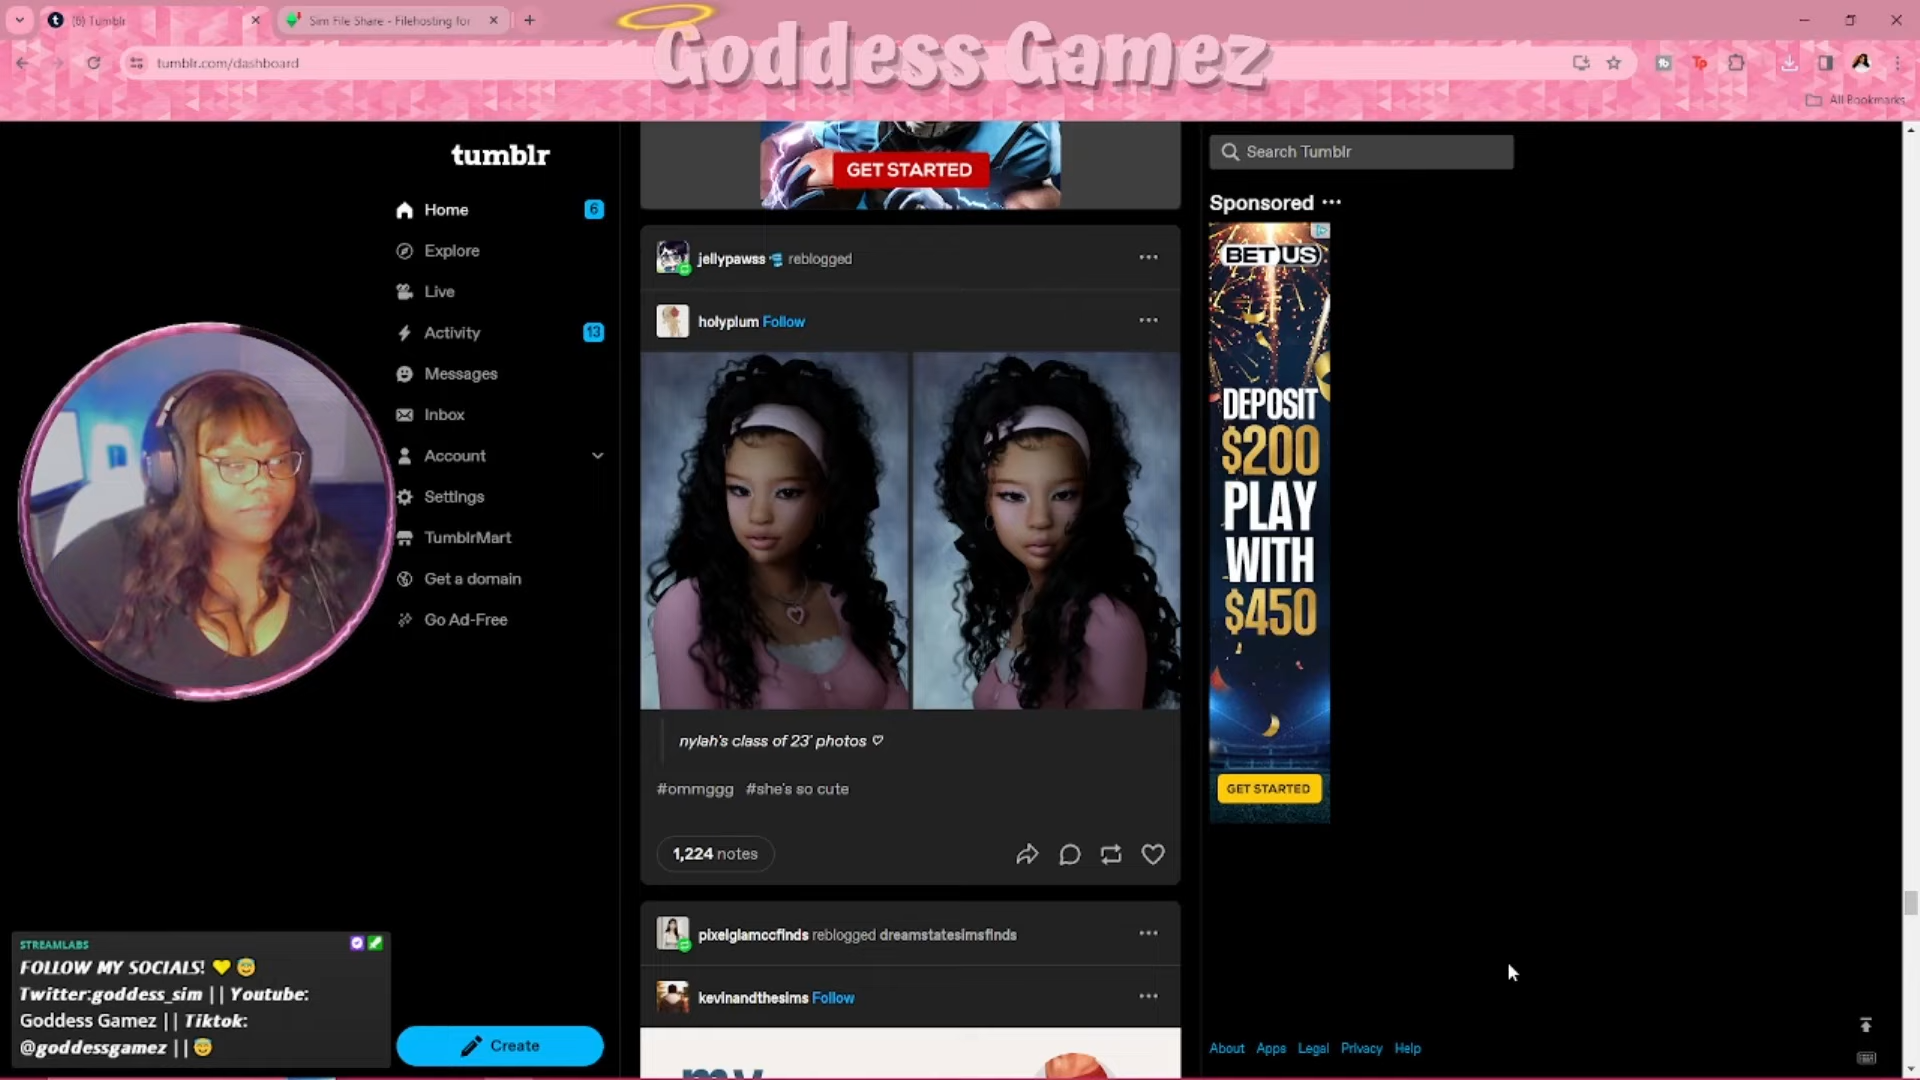 (6) Tumblr
Sim File Share - Filehosting for
Goddess Gamez
tumblr.com/dashboard
All Bookmarks
tumblr
Home 6
Explore
Live
Activity 13
Messages
Inbox
Account
Settings
TumblrMart
Get a domain
Go Ad-Free
Create
GET STARTED
jellypawss reblogged
holyplum Follow
nylah's class of 23' photos ♡
#ommggg #she's so cute
1,224 notes
pixelglamccfinds reblogged dreamstatesimsfinds
kevinandthesims Follow
Search Tumblr
Sponsored
BETUS
DEPOSIT
$200
PLAY
WITH
$450
GET STARTED
About Apps Legal Privacy Help
STREAMLABS
FOLLOW MY SOCIALS! 💛 😇
Twitter:goddess_sim || Youtube:
Goddess Gamez || Tiktok:
@goddessgamez || 😇